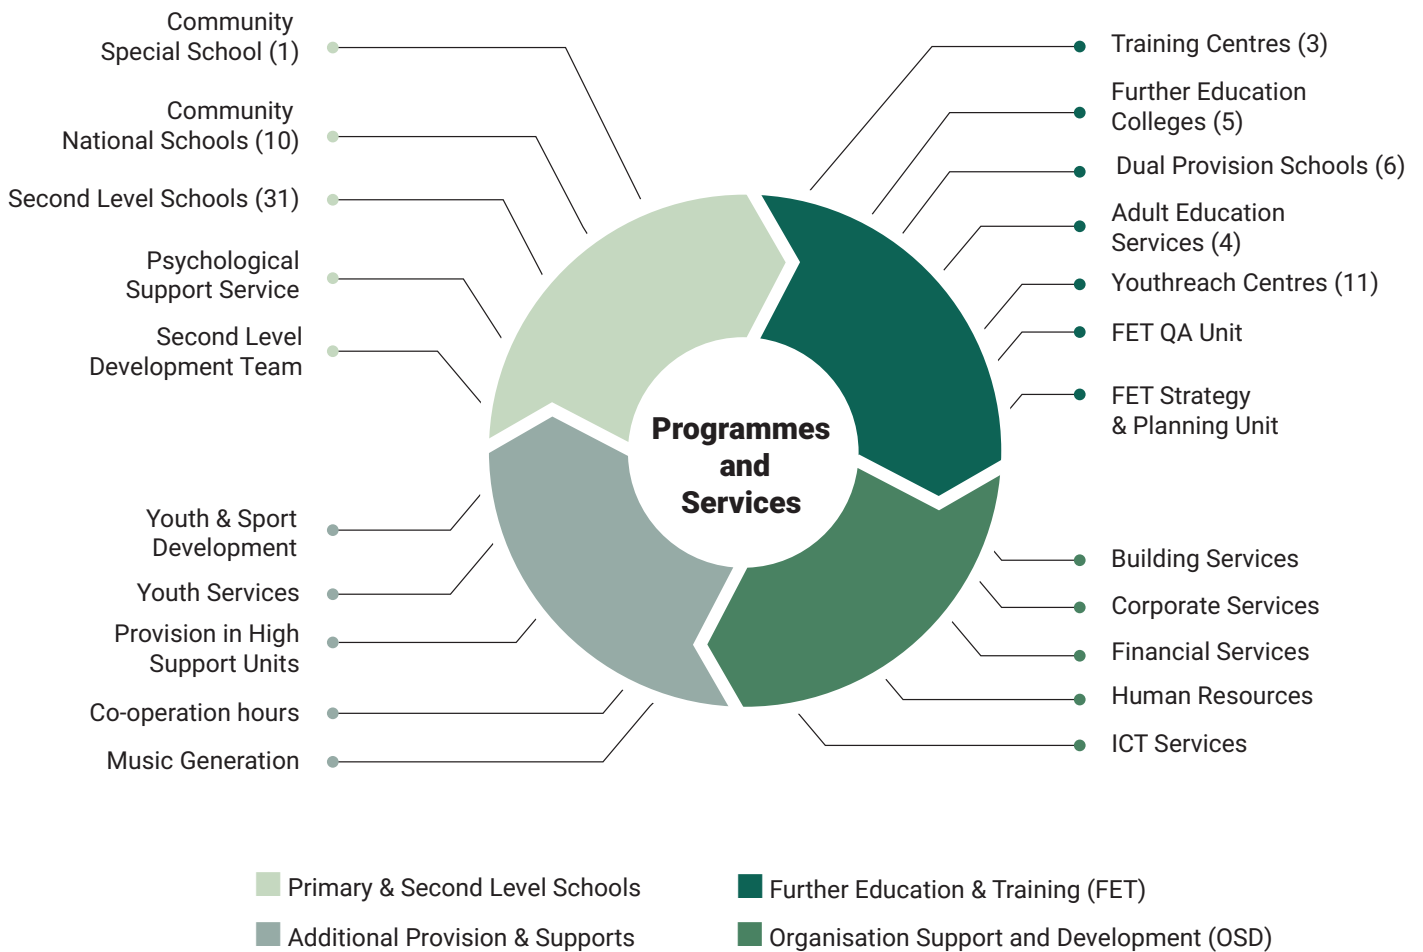 Community
Special School (1)
Community
National Schools (10)
Second Level Schools (31)
Psychological
Support Service
Second Level
Development Team
Youth & Sport
Development
Youth Services
Provision in High
Support Units
Co-operation hours
Music Generation
Programmes
and
Services
Training Centres (3)
Further Education
Colleges (5)
Dual Provision Schools (6)
Adult Education
Services (4)
Youthreach Centres (11)
FET QA Unit
FET Strategy
& Planning Unit
Building Services
Corporate Services
Financial Services
Human Resources
ICT Services
Primary & Second Level Schools
Further Education & Training (FET)
Additional Provision & Supports
Organisation Support and Development (OSD)